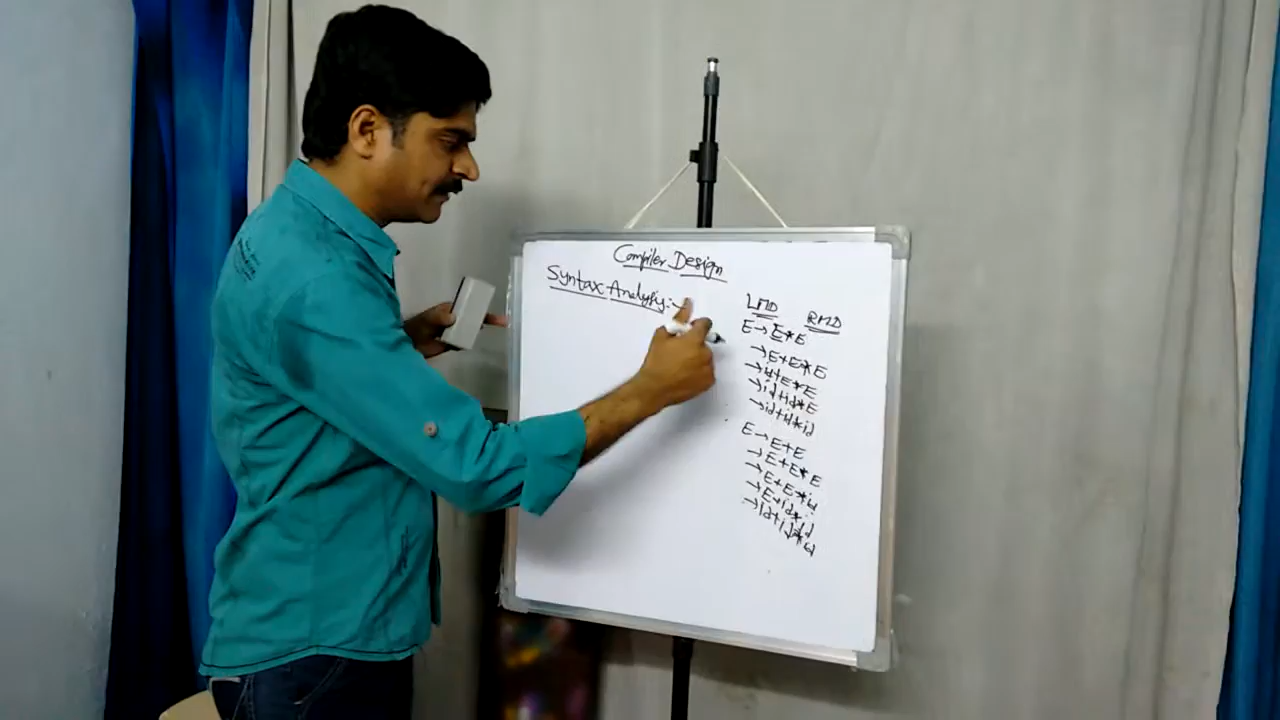 Compiler Design
Syntax Analysis:-
LMD RMD
E→E*E
→E+E*E
→id+E*E
→id+id*E
→id+id*id
E→E+E
→E+E*E
→E+E*id
→E+id*id
→id+id*id